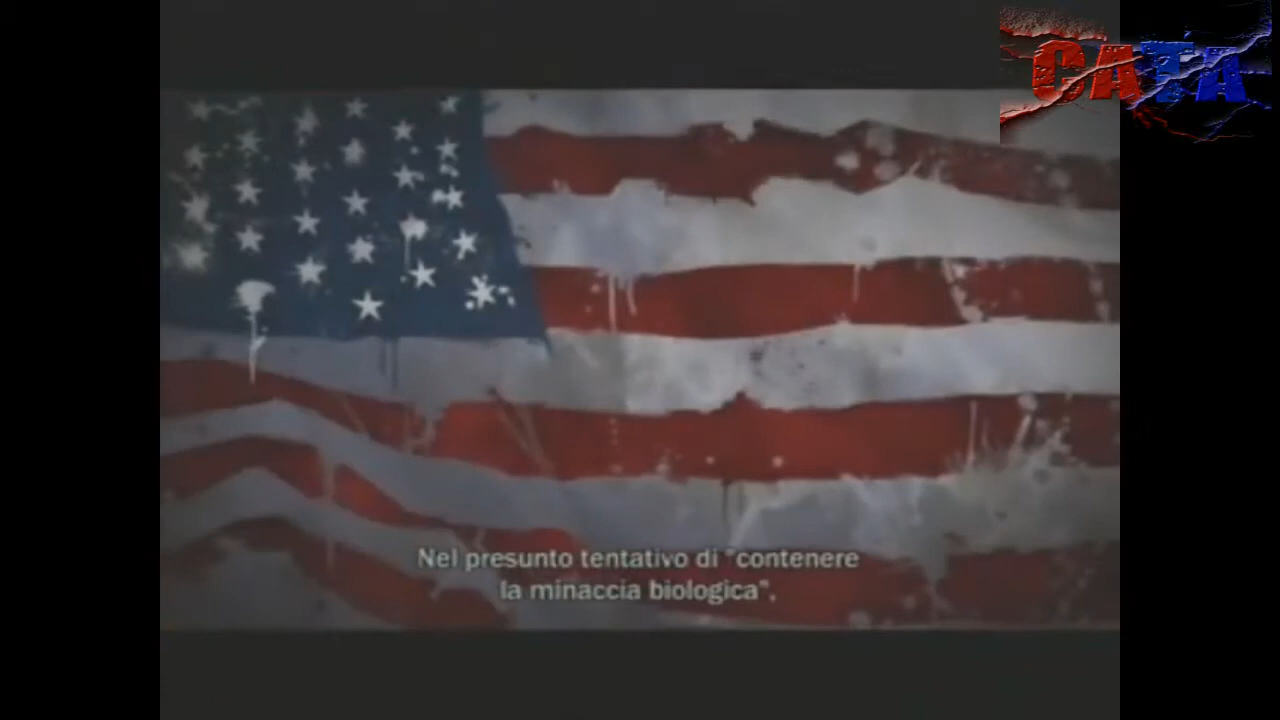 CATA
Nel presunto tentativo di "contenere
la minaccia biologica",